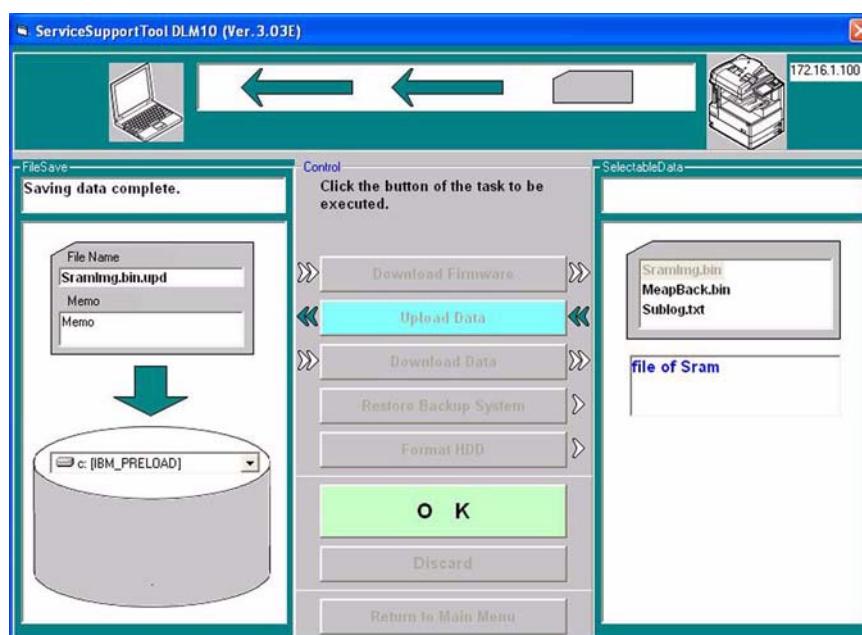 ServiceSupportTool DLM10 (Ver.3.03E)
172.16.1.100
FileSave
Saving data complete.
File Name
SramImg.bin.upd
Memo
Memo
c: [IBM_PRELOAD]
Control
Click the button of the task to be
executed.
Download Firmware
Upload Data
Download Data
Restore Backup System
Format HDD
O K
Discard
Return to Main Menu
SelectableData
SramImg.bin
MeapBack.bin
Sublog.txt
file of Sram